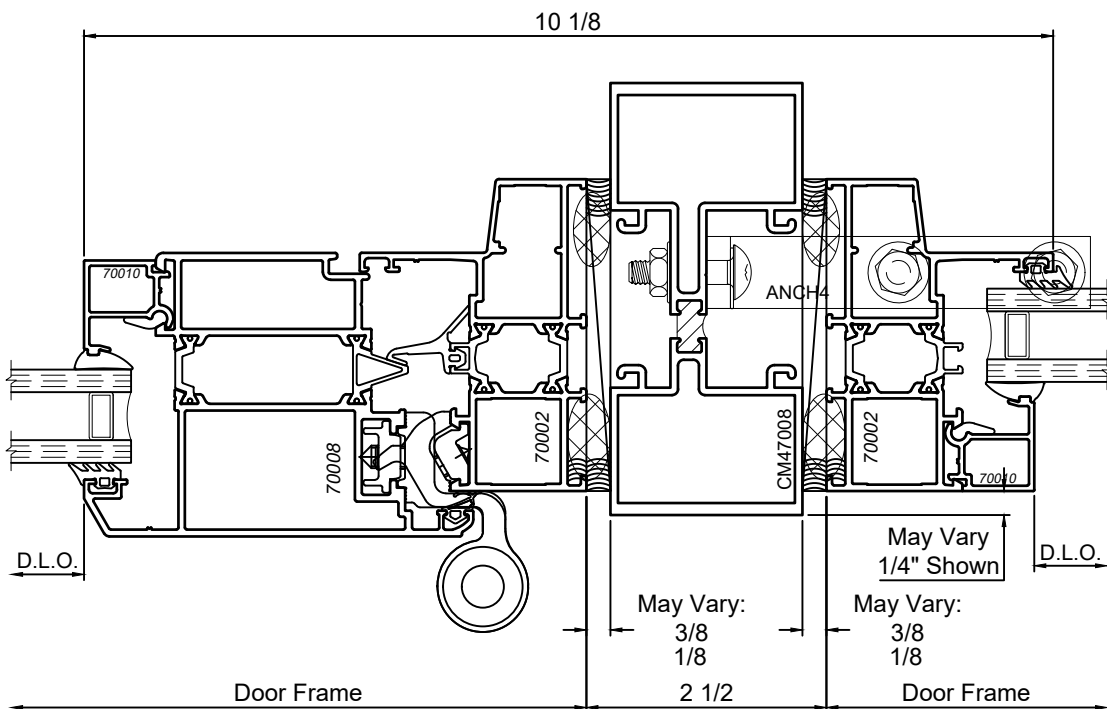 10 1/8
70010
ANCH4
70008
70002
CM47008
70002
70010
D.L.O.
May Vary
1/4" Shown
D.L.O.
May Vary:
3/8
1/8
May Vary:
3/8
1/8
Door Frame
2 1/2
Door Frame